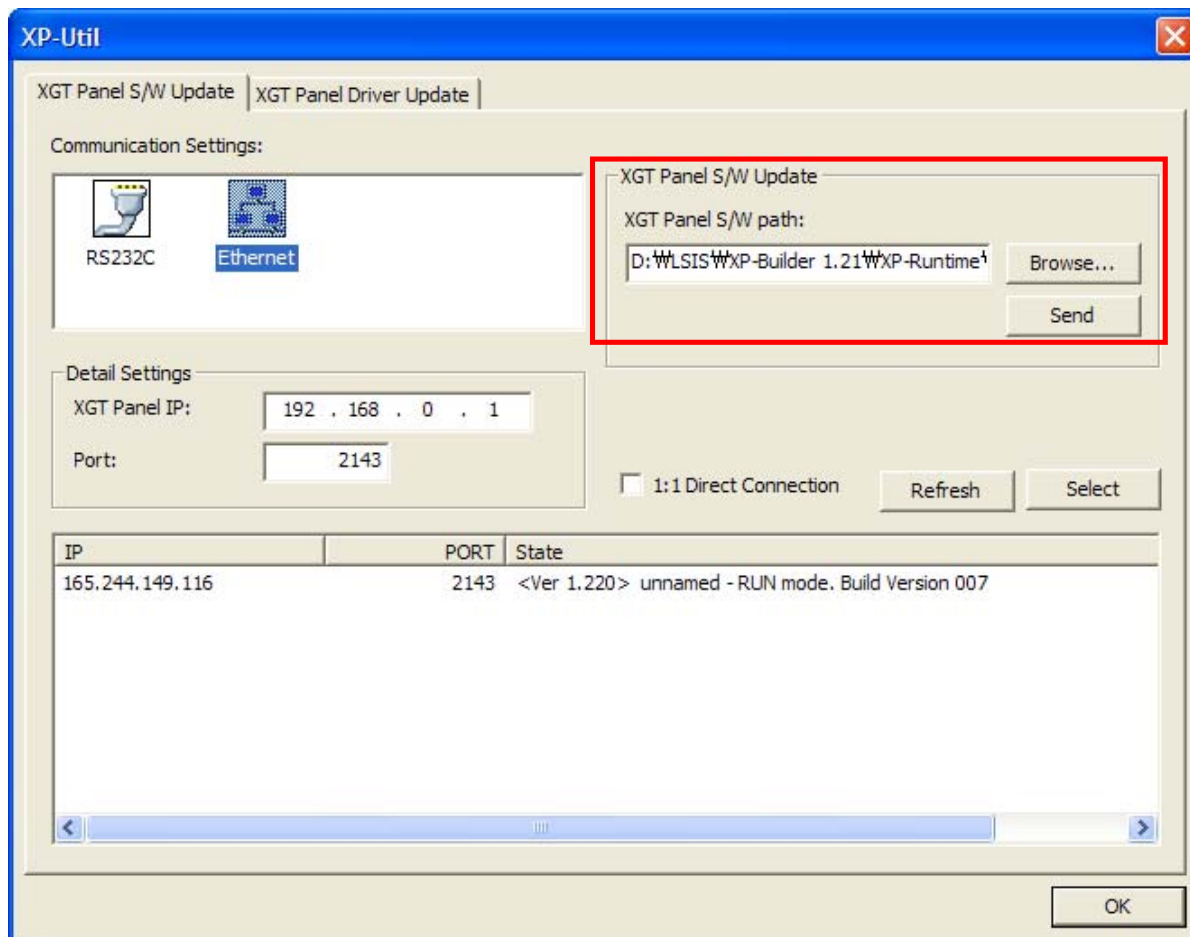 XP-Util
XGT Panel S/W Update
XGT Panel Driver Update
Communication Settings:
RS232C
Ethernet
XGT Panel S/W Update
XGT Panel S/W path:
D:₩LSIS₩XP-Builder 1.21₩XP-Runtime
Browse...
Send
Detail Settings
XGT Panel IP:
192 . 168 . 0 . 1
Port:
2143
1:1 Direct Connection
Refresh
Select
IP PORT State
165.244.149.116 2143 <Ver 1.220> unnamed - RUN mode. Build Version 007
OK